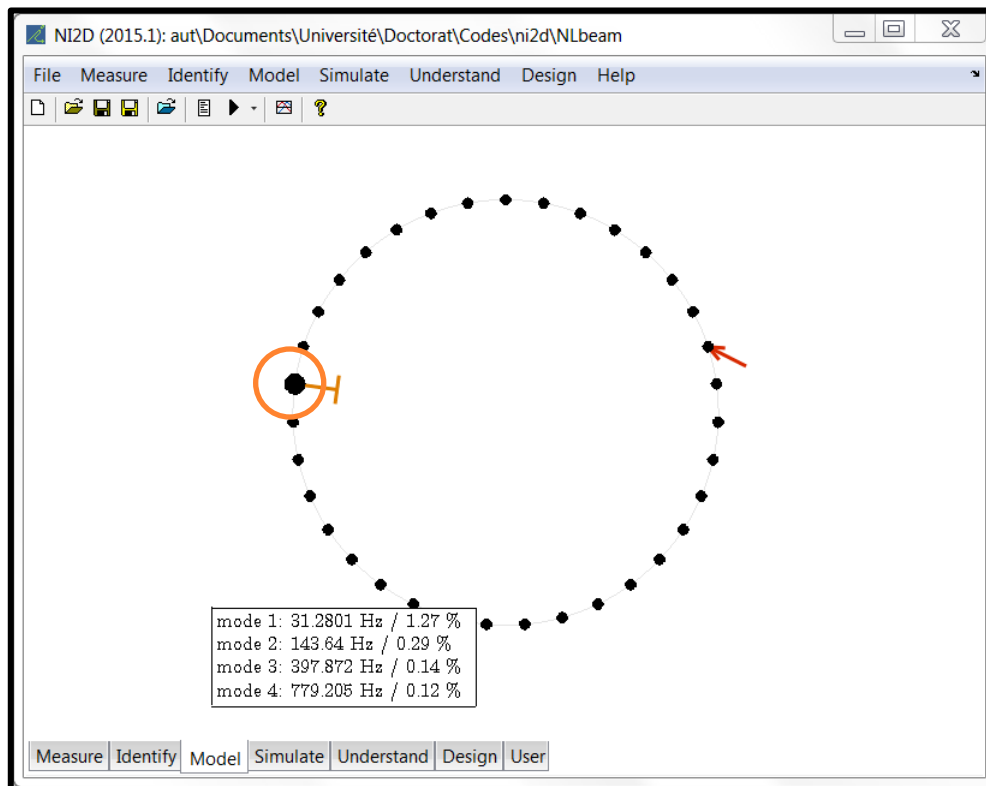 NI2D (2015.1): aut\Documents\Université\Doctorat\Codes\ni2d\NLbeam
File Measure Identify Model Simulate Understand Design Help
mode 1: 31.2801 Hz / 1.27 %
mode 2: 143.64 Hz / 0.29 %
mode 3: 397.872 Hz / 0.14 %
mode 4: 779.205 Hz / 0.12 %
Measure Identify Model Simulate Understand Design User